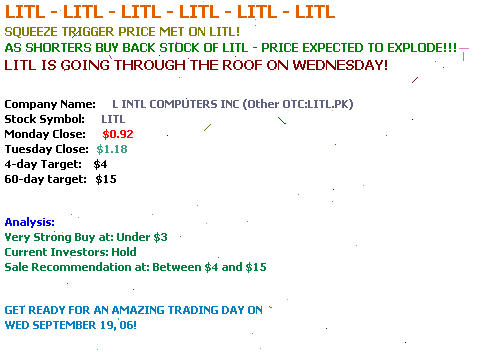 LITL - LITL - LITL - LITL - LITL - LITL
SQUEEZE TRIGGER PRICE MET ON LITL!
AS SHORTERS BUY BACK STOCK OF LITL - PRICE EXPECTED TO EXPLODE!!!
LITL IS GOING THROUGH THE ROOF ON WEDNESDAY!
Company Name: L INTL COMPUTERS INC (Other OTC:LITL.PK)
Stock Symbol: LITL
Monday Close: $0.92
Tuesday Close: $1.18
4-day Target: $4
60-day target: $15
Analysis:
Very Strong Buy at: Under $3
Current Investors: Hold
Sale Recommendation at: Between $4 and $15
GET READY FOR AN AMAZING TRADING DAY ON
WED SEPTEMBER 19, 06!